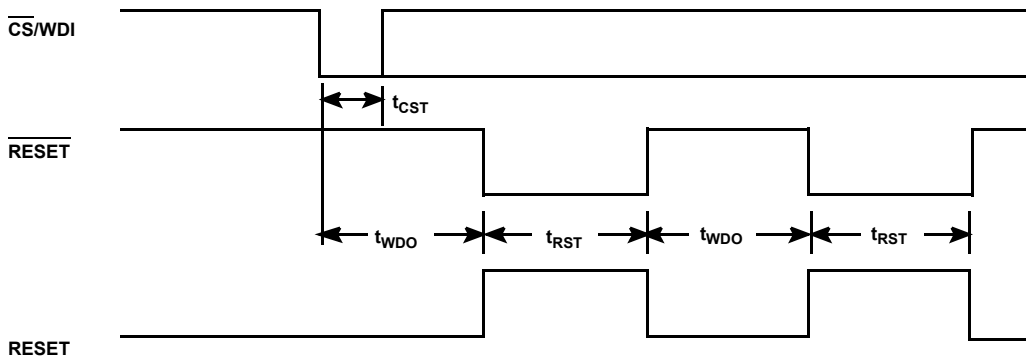 CS/WDI
tCST
RESET
tWDO tRST tWDO tRST
RESET